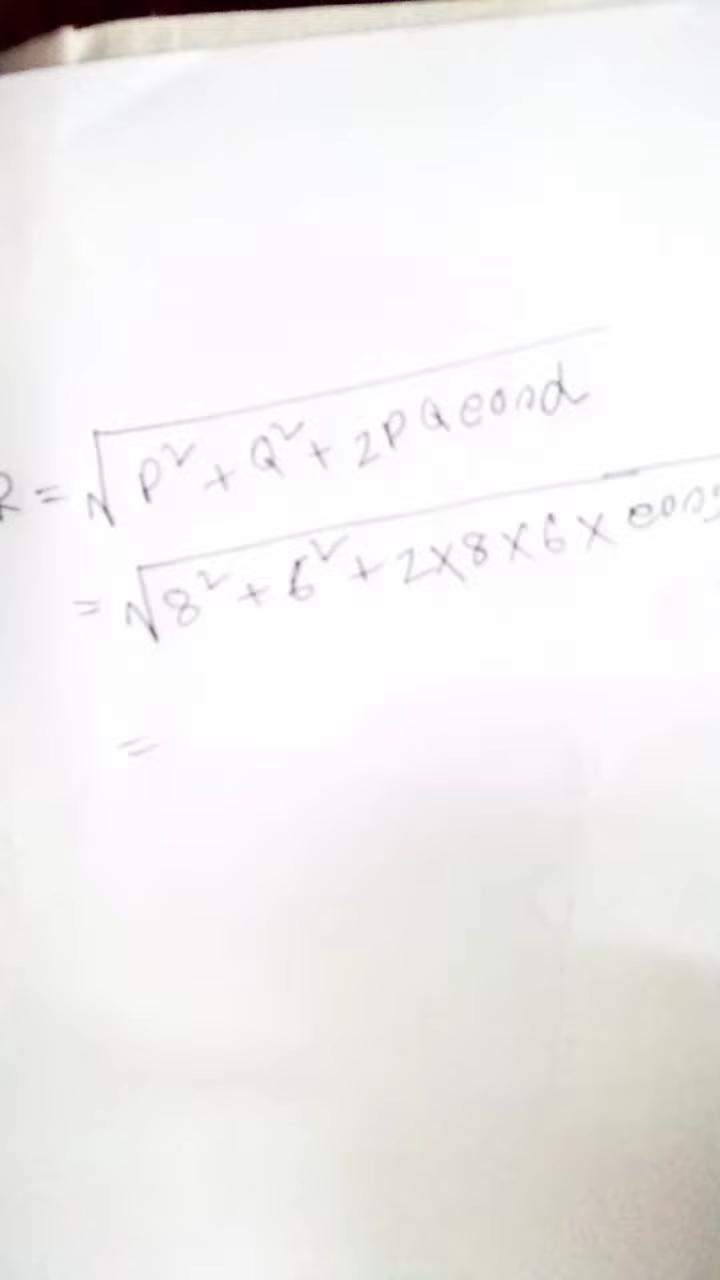 R = √P² + Q² + 2PQ cosα
= √8² + 6² + 2×8×6× cos
=